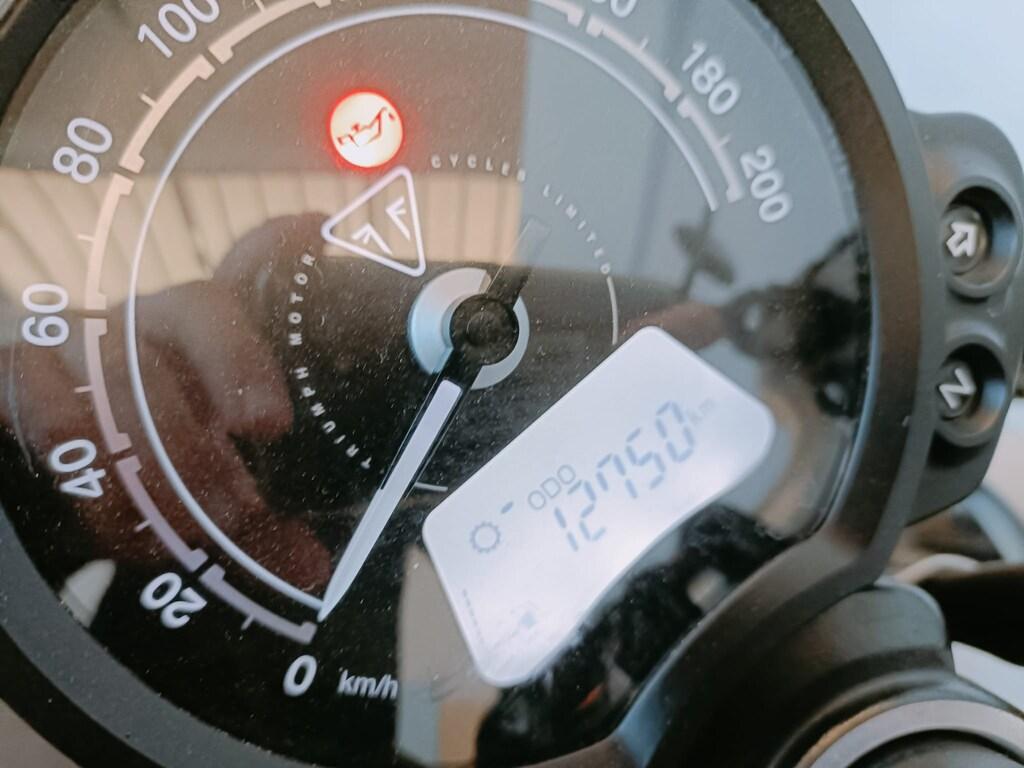 100
180
80
200
CYCLES LIMITED
60
TRIUMPH MOTOR
N
40
ODO
12750 km
20
0 km/h